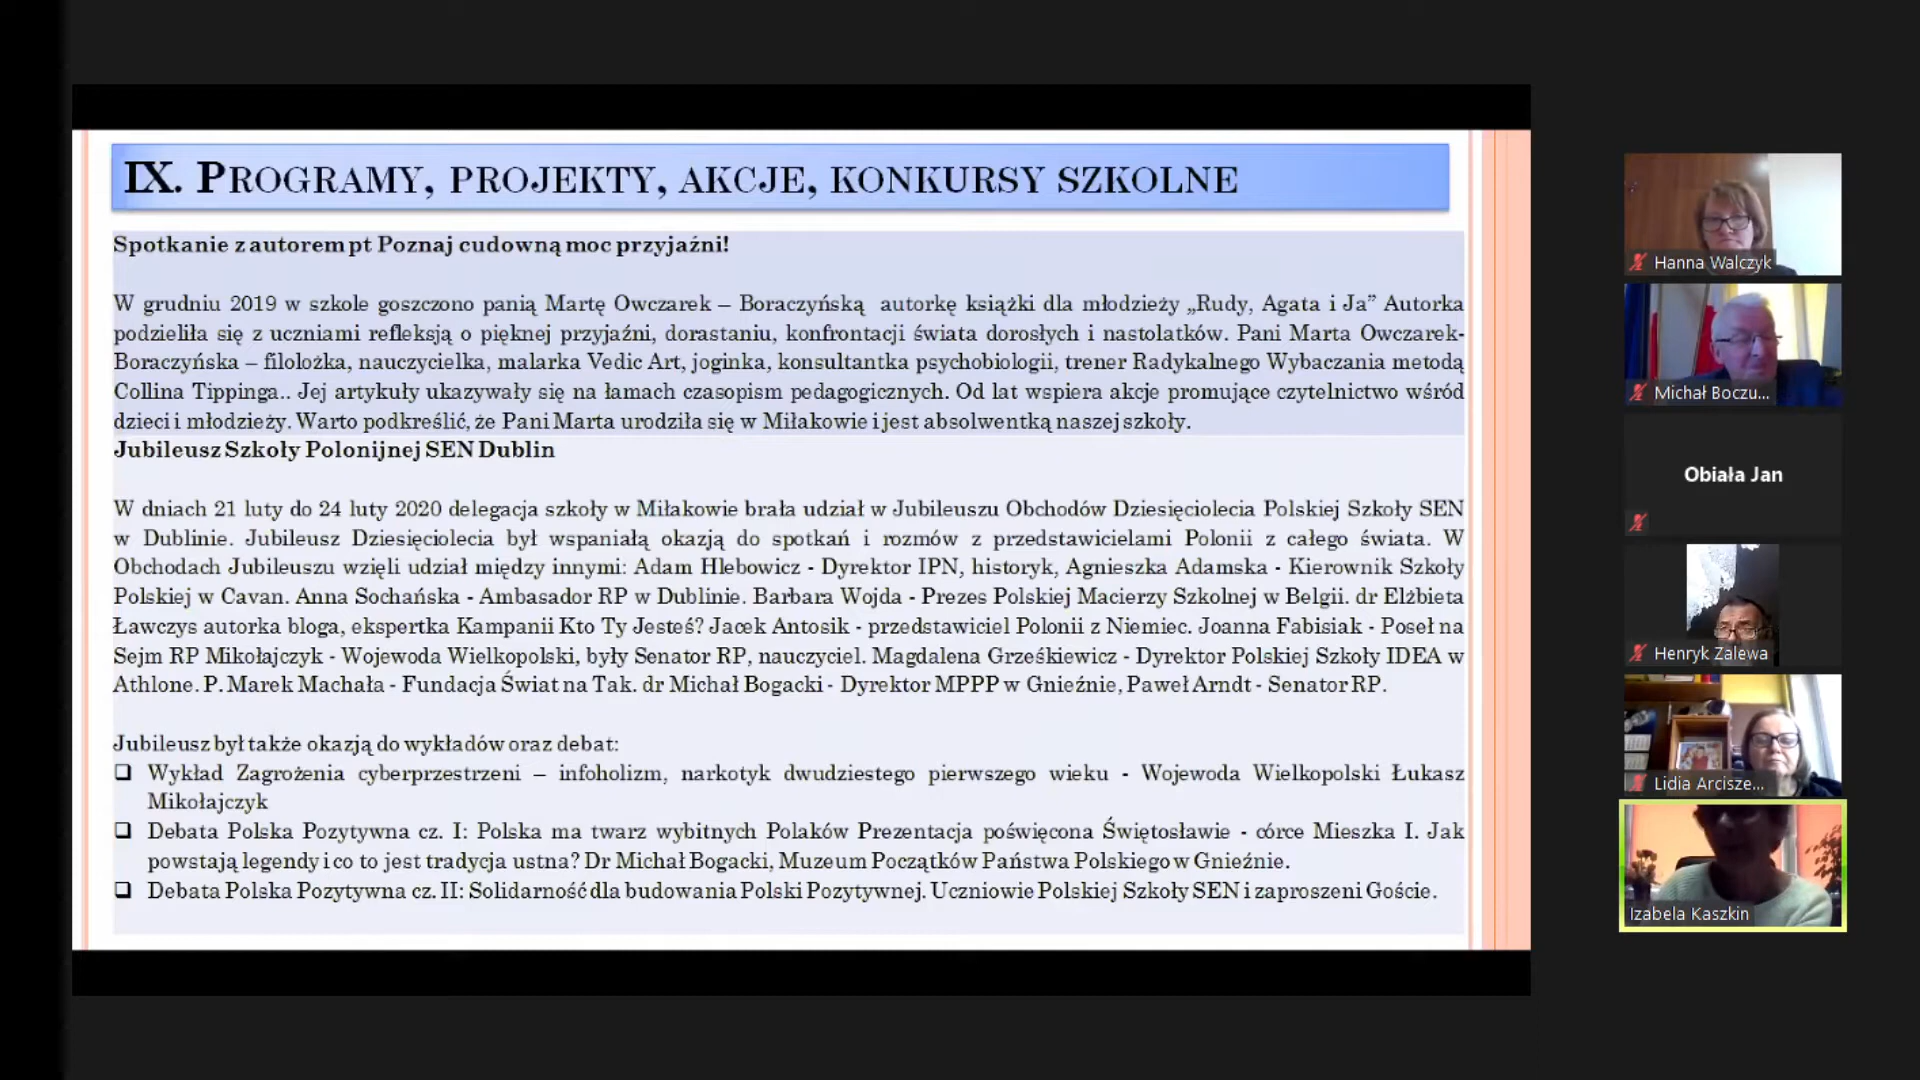 IX. PROGRAMY, PROJEKTY, AKCJE, KONKURSY SZKOLNE
Spotkanie z autorem pt Poznaj cudowną moc przyjaźni!
W grudniu 2019 w szkole goszczono panią Martę Owczarek – Boraczyńską autorkę książki dla młodzieży „Rudy, Agata i Ja” Autorka
podzieliła się z uczniami refleksją o pięknej przyjaźni, dorastaniu, konfrontacji świata dorosłych i nastolatków. Pani Marta Owczarek-
Boraczyńska – filolożka, nauczycielka, malarka Vedic Art, joginka, konsultantka psychobiologii, trener Radykalnego Wybaczania metodą
Collina Tippinga.. Jej artykuły ukazywały się na łamach czasopism pedagogicznych. Od lat wspiera akcje promujące czytelnictwo wśród
dzieci i młodzieży. Warto podkreślić, że Pani Marta urodziła się w Miłakowie i jest absolwentką naszej szkoły.
Jubileusz Szkoły Polonijnej SEN Dublin
W dniach 21 luty do 24 luty 2020 delegacja szkoły w Miłakowie brała udział w Jubileuszu Obchodów Dziesięciolecia Polskiej Szkoły SEN
w Dublinie. Jubileusz Dziesięciolecia był wspaniałą okazją do spotkań i rozmów z przedstawicielami Polonii z całego świata. W
Obchodach Jubileuszu wzięli udział między innymi: Adam Hlebowicz - Dyrektor IPN, historyk, Agnieszka Adamska - Kierownik Szkoły
Polskiej w Cavan. Anna Sochańska - Ambasador RP w Dublinie. Barbara Wojda - Prezes Polskiej Macierzy Szkolnej w Belgii. dr Elżbieta
Ławczys autorka bloga, ekspertka Kampanii Kto Ty Jesteś? Jacek Antosik - przedstawiciel Polonii z Niemiec. Joanna Fabisiak - Poseł na
Sejm RP Mikołajczyk - Wojewoda Wielkopolski, były Senator RP, nauczyciel. Magdalena Grześkiewicz - Dyrektor Polskiej Szkoły IDEA w
Athlone. P. Marek Machała - Fundacja Świat na Tak. dr Michał Bogacki - Dyrektor MPPP w Gnieźnie, Paweł Arndt - Senator RP.
Jubileusz był także okazją do wykładów oraz debat:
❑ Wykład Zagrożenia cyberprzestrzeni – infoholizm, narkotyk dwudziestego pierwszego wieku - Wojewoda Wielkopolski Łukasz
Mikołajczyk
❑ Debata Polska Pozytywna cz. I: Polska ma twarz wybitnych Polaków Prezentacja poświęcona Świętosławie - córce Mieszka I. Jak
powstają legendy i co to jest tradycja ustna? Dr Michał Bogacki, Muzeum Początków Państwa Polskiego w Gnieźnie.
❑ Debata Polska Pozytywna cz. II: Solidarność dla budowania Polski Pozytywnej. Uczniowie Polskiej Szkoły SEN i zaproszeni Goście.
Hanna Walczyk
Michał Boczu...
Obiała Jan
Henryk Zalewa
Lidia Arcisze...
Izabela Kaszkin